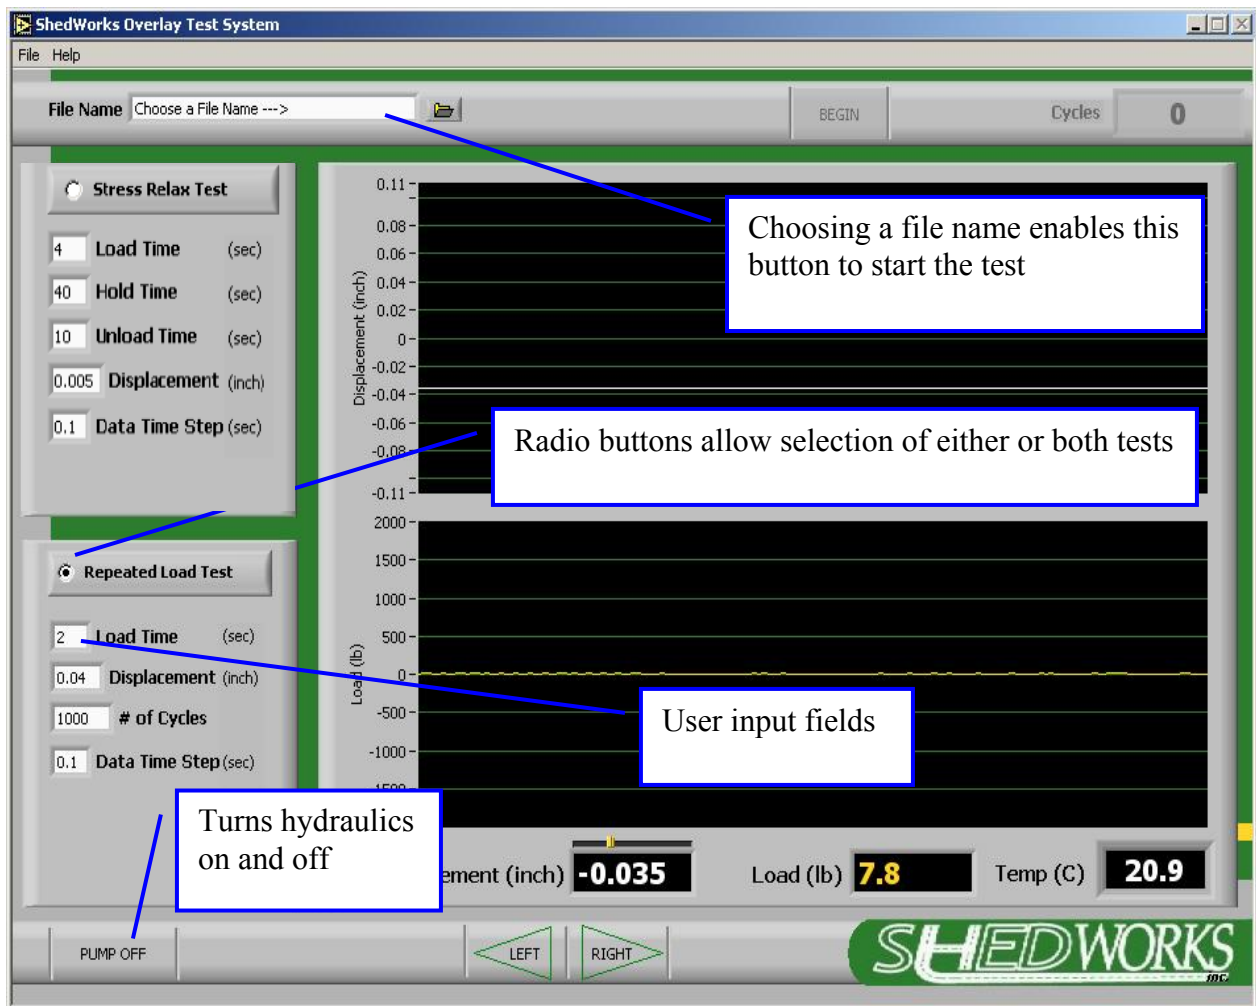 ShedWorks Overlay Test System
File Help
File Name Choose a File Name --->
BEGIN
Cycles 0
Stress Relax Test
4 Load Time (sec)
40 Hold Time (sec)
10 Unload Time (sec)
0.005 Displacement (inch)
0.1 Data Time Step (sec)
Repeated Load Test
2 Load Time (sec)
0.04 Displacement (inch)
1000 # of Cycles
0.1 Data Time Step (sec)
Displacement (inch)
0.11
0.08
0.06
0.04
0.02
0
-0.02
-0.04
-0.06
-0.08
-0.11
Choosing a file name enables this
button to start the test
Radio buttons allow selection of either or both tests
Load (lb)
2000
1500
1000
500
0
-500
-1000
-1500
User input fields
Turns hydraulics
on and off
ement (inch) -0.035
Load (lb) 7.8
Temp (C) 20.9
PUMP OFF
LEFT
RIGHT
SHEDWORKS
inc.